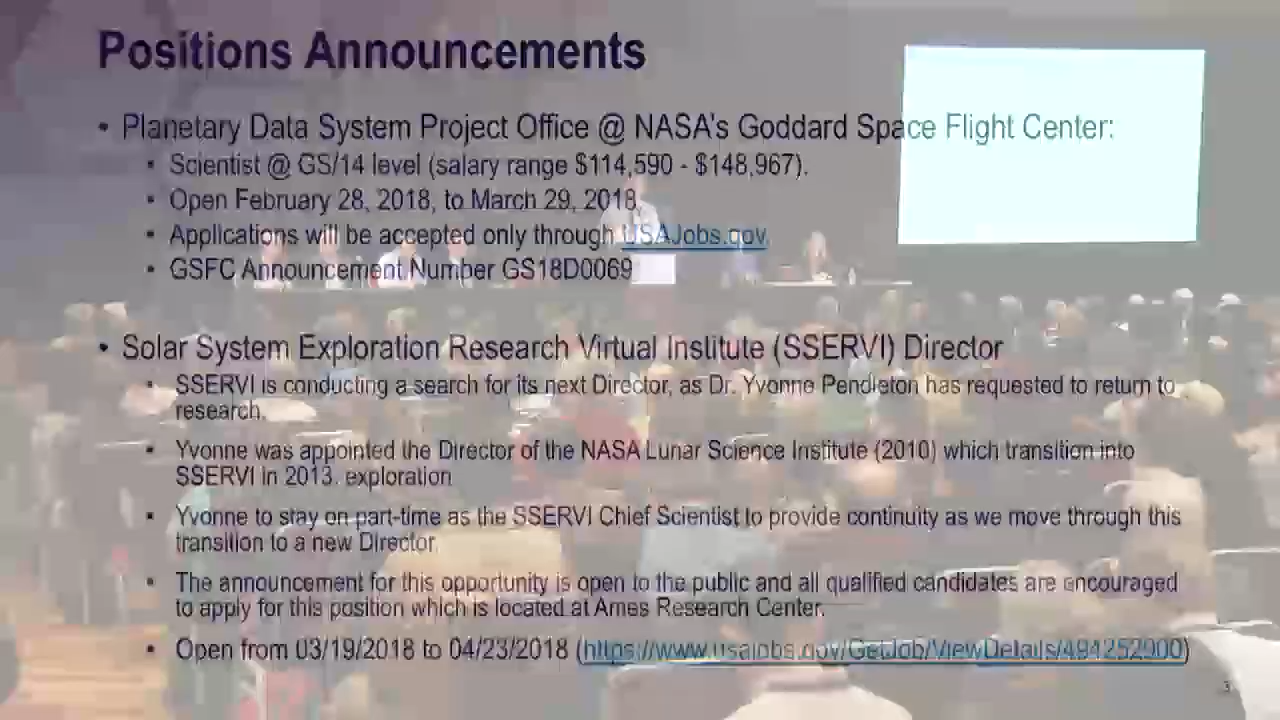 Positions Announcements
• Planetary Data System Project Office @ NASA's Goddard Space Flight Center:
▪ Scientist @ GS/14 level (salary range $114,590 - $148,967).
▪ Open February 28, 2018, to March 29, 2018.
▪ Applications will be accepted only through USAJobs.gov.
▪ GSFC Announcement Number GS18D0069
• Solar System Exploration Research Virtual Institute (SSERVI) Director
▪ SSERVI is conducting a search for its next Director, as Dr. Yvonne Pendleton has requested to return to
research.
▪ Yvonne was appointed the Director of the NASA Lunar Science Institute (2010) which transition into
SSERVI in 2013. exploration
▪ Yvonne to stay on part-time as the SSERVI Chief Scientist to provide continuity as we move through this
transition to a new Director.
▪ The announcement for this opportunity is open to the public and all qualified candidates are encouraged
to apply for this position which is located at Ames Research Center.
▪ Open from 03/19/2018 to 04/23/2018 (https://www.usajobs.gov/GetJob/ViewDetails/494252900)
3